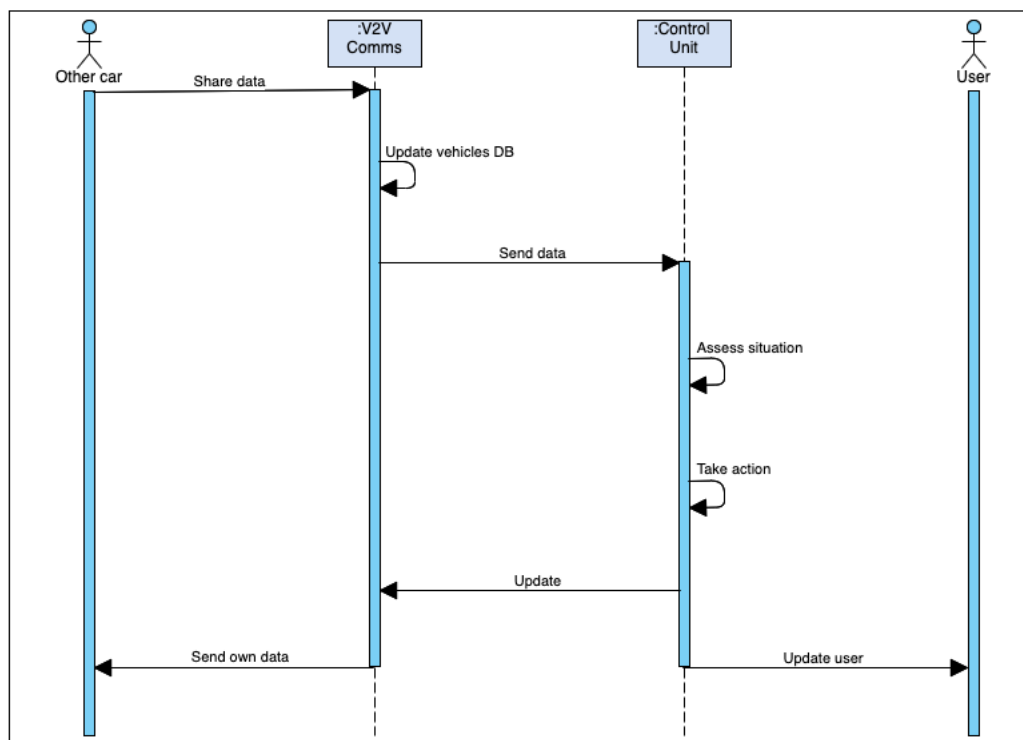 :V2V
Comms
:Control
Unit
Other car
User
Share data
Update vehicles DB
Send data
Assess situation
Take action
Update
Send own data
Update user